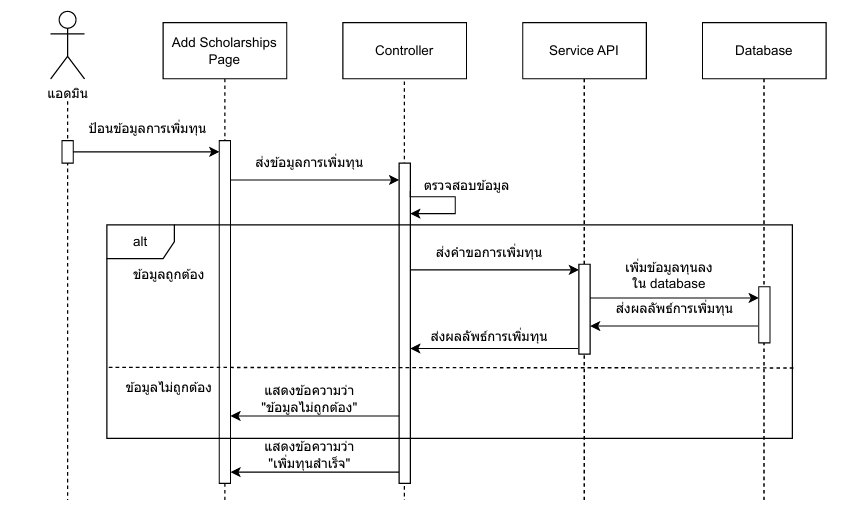 Add Scholarships
Page
Controller
Service API
Database
แอดมิน
ป้อนข้อมูลการเพิ่มทุน
ส่งข้อมูลการเพิ่มทุน
ตรวจสอบข้อมูล
alt
ข้อมูลถูกต้อง
ส่งคำขอการเพิ่มทุน
เพิ่มข้อมูลทุนลง
ใน database
ส่งผลลัพธ์การเพิ่มทุน
ส่งผลลัพธ์การเพิ่มทุน
ข้อมูลไม่ถูกต้อง
แสดงข้อความว่า
"ข้อมูลไม่ถูกต้อง"
แสดงข้อความว่า
"เพิ่มทุนสำเร็จ"